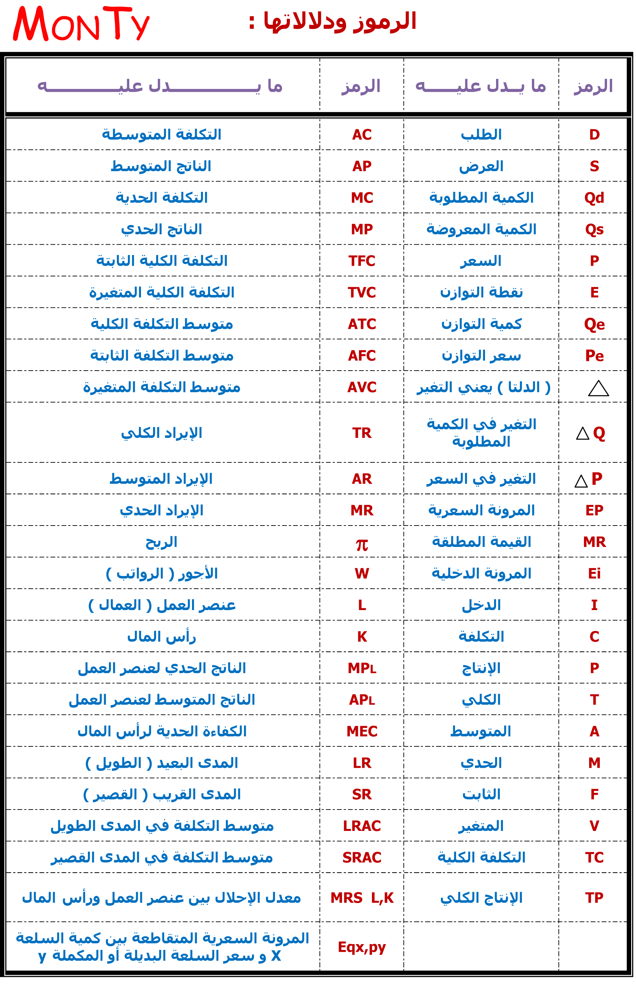 MONTY
الرموز ودلالاتها :
الرمز ما يــدل عليـــــه الرمز ما يـــــــــــــــدل عليــــــــــــه
D الطلب AC التكلفة المتوسطة
S العرض AP الناتج المتوسط
Qd الكمية المطلوبة MC التكلفة الحدية
Qs الكمية المعروضة MP الناتج الحدي
P السعر TFC التكلفة الكلية الثابتة
E نقطة التوازن TVC التكلفة الكلية المتغيرة
Qe كمية التوازن ATC متوسط التكلفة الكلية
Pe سعر التوازن AFC متوسط التكلفة الثابتة
△ ( الدلتا ) يعني التغير AVC متوسط التكلفة المتغيرة
△ Q التغير في الكمية المطلوبة TR الإيراد الكلي
△ P التغير في السعر AR الإيراد المتوسط
EP المرونة السعرية MR الإيراد الحدي
MR القيمة المطلقة π الربح
Ei المرونة الدخلية W الأجور ( الرواتب )
I الدخل L عنصر العمل ( العمال )
C التكلفة K رأس المال
P الإنتاج MPL الناتج الحدي لعنصر العمل
T الكلي APL الناتج المتوسط لعنصر العمل
A المتوسط MEC الكفاءة الحدية لرأس المال
M الحدي LR المدى البعيد ( الطويل )
F الثابت SR المدى القريب ( القصير )
V المتغير LRAC متوسط التكلفة في المدى الطويل
TC التكلفة الكلية SRAC متوسط التكلفة في المدى القصير
TP الإنتاج الكلي MRS L,K معدل الإحلال بين عنصر العمل ورأس المال
Eqx,py المرونة السعرية المتقاطعة بين كمية السلعة
X و سعر السلعة البديلة أو المكملة y